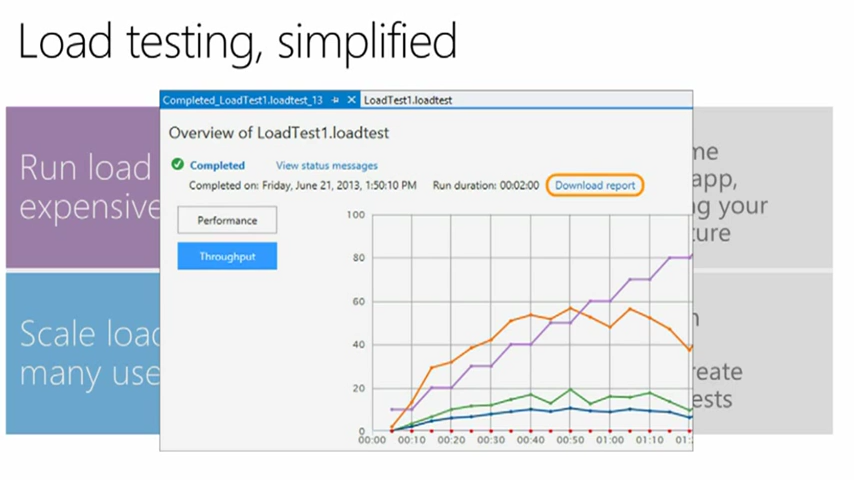 Load testing, simplified
Completed_LoadTest1.loadtest_13
LoadTest1.loadtest
Overview of LoadTest1.loadtest
Completed
View status messages
Completed on: Friday, June 21, 2013, 1:50:10 PM
Run duration: 00:02:00
Download report
Performance
Throughput
100
80
60
40
20
0
00:00 00:10 00:20 00:30 00:40 00:50 01:00 01:10
Run load
expensive
Scale load
many use
me
app,
g your
ture
n
reate
ests